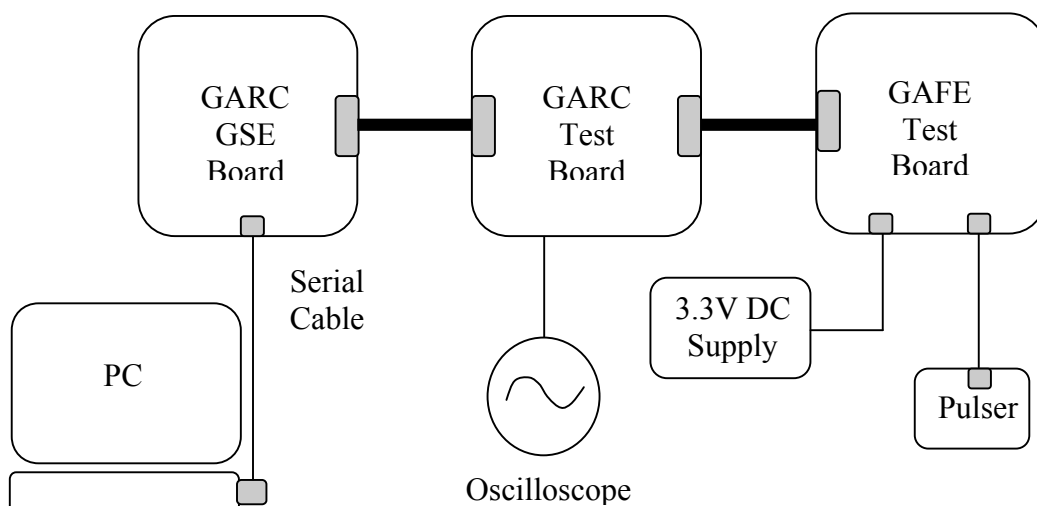 GARC
GSE
Board
GARC
Test
Board
GAFE
Test
Board
Serial
Cable
3.3V DC
Supply
PC
Pulser
Oscilloscope